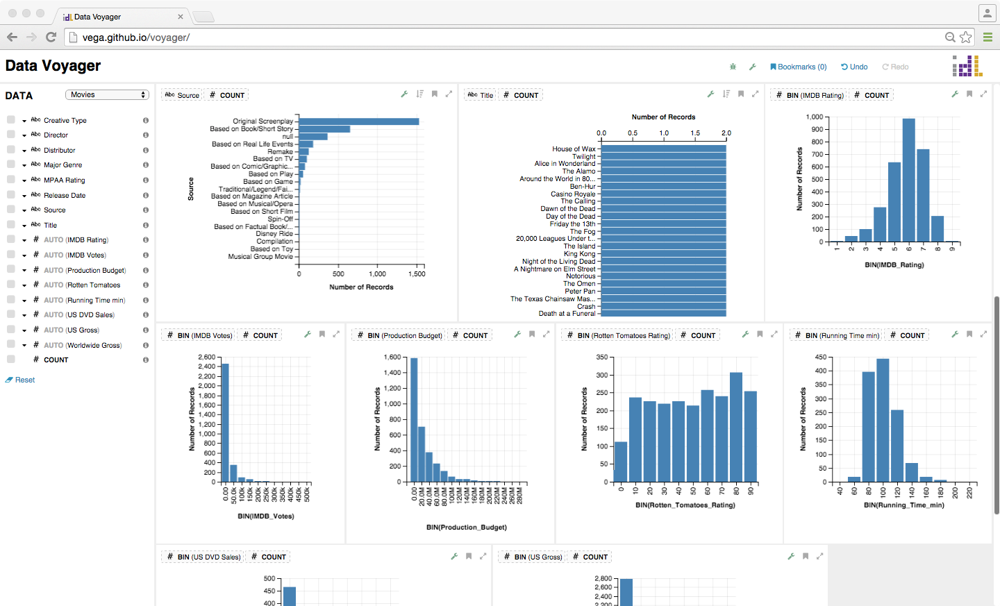 Data Voyager
vega.github.io/voyager/
Data Voyager
Bookmarks (0)
Undo
Redo
idl
DATA
Movies
Abc Creative Type
Abc Director
Abc Distributor
Abc Major Genre
Abc MPAA Rating
Abc Release Date
Abc Source
Abc Title
# AUTO (IMDB Rating)
# AUTO (IMDB Votes)
# AUTO (Production Budget)
# AUTO (Rotten Tomatoes
# AUTO (Running Time min)
# AUTO (US DVD Sales)
# AUTO (US Gross)
# AUTO (Worldwide Gross)
# COUNT
Reset
Abc Source # COUNT
Source
Original Screenplay
Based on Book/Short Story
null
Based on Real Life Events
Remake
Based on TV
Based on Comic/Graphic...
Based on Play
Based on Game
Traditional/Legend/Fai...
Based on Magazine Article
Based on Musical/Opera
Based on Short Film
Spin-Off
Based on Factual Book/...
Disney Ride
Compilation
Based on Toy
Musical Group Movie
0 500 1,000 1,500
Number of Records
Abc Title # COUNT
Number of Records
0.0 0.5 1.0 1.5 2.0
House of Wax
Twilight
Alice in Wonderland
The Alamo
Around the World in 80...
Ben-Hur
Casino Royale
The Calling
Dawn of the Dead
Day of the Dead
Friday the 13th
The Fog
20,000 Leagues Under t...
The Island
King Kong
Night of the Living Dead
A Nightmare on Elm Street
Notorious
The Omen
Peter Pan
The Texas Chainsaw Mas...
Crash
Death at a Funeral
# BIN (IMDB Rating) # COUNT
Number of Records
1,000
900
800
700
600
500
400
300
200
100
0
1 2 3 4 5 6 7 8 9
BIN(IMDB_Rating)
# BIN (IMDB Votes) # COUNT
Number of Records
2,600
2,400
2,200
2,000
1,800
1,600
1,400
1,200
1,000
800
600
400
200
0
0.00 50.0k 100k 150k 200k 250k 300k 350k 400k 450k 500k
BIN(IMDB_Votes)
# BIN (Production Budget) # COUNT
Number of Records
1,600
1,400
1,200
1,000
800
600
400
200
0
0.00 20.0M 40.0M 60.0M 80.0M 100M 120M 140M 160M 180M 200M 220M 240M 260M 280M
BIN(Production_Budget)
# BIN (Rotten Tomatoes Rating) # COUNT
Number of Records
350
300
250
200
150
100
50
0
0 10 20 30 40 50 60 70 80 90
BIN(Rotten_Tomatoes_Rating)
# BIN (Running Time min) # COUNT
Number of Records
450
400
350
300
250
200
150
100
50
0
40 60 80 100 120 140 160 180 200 220
BIN(Running_Time_min)
# BIN (US DVD Sales) # COUNT
500
450
400
# BIN (US Gross) # COUNT
2,800
2,600
2,400
2,200